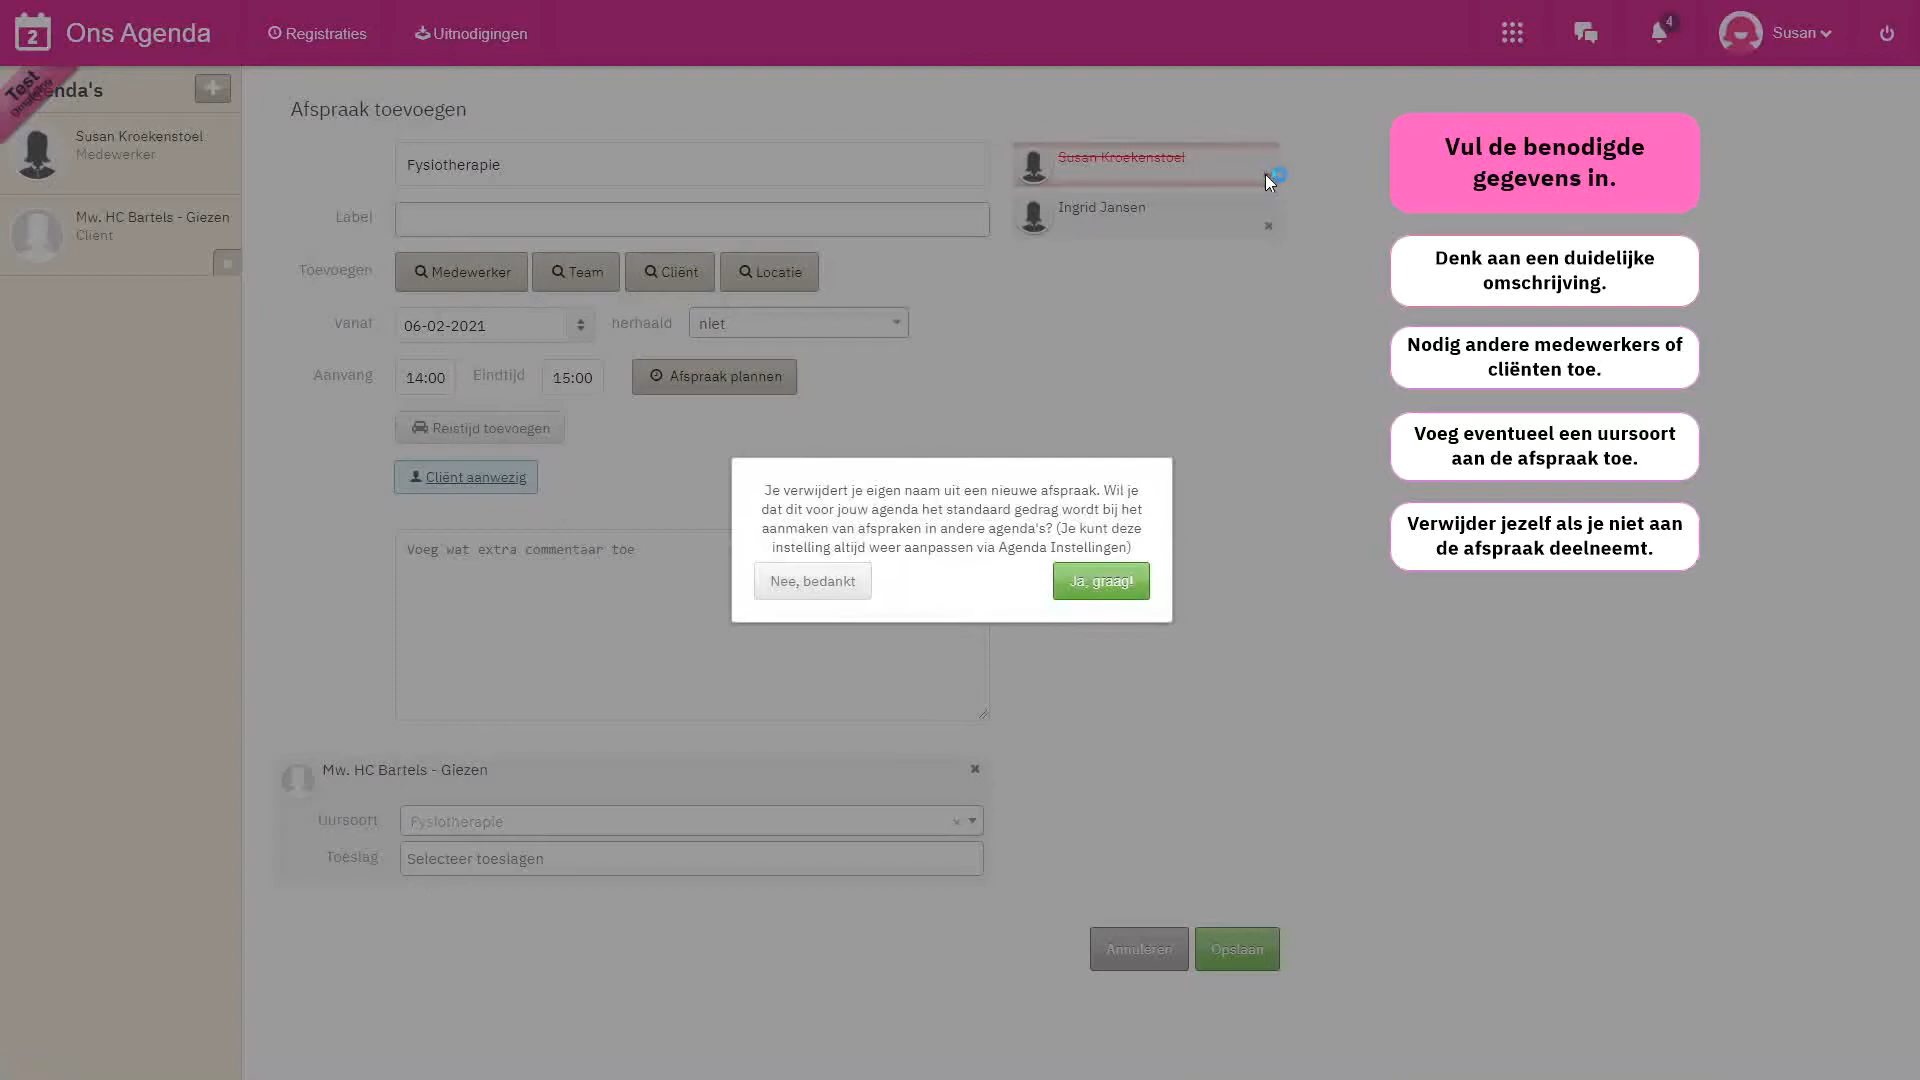 2 Ons Agenda
Registraties
Uitnodigingen
4
Susan
Test
enda's
Susan Kroekenstoel
Medewerker
Mw. HC Bartels - Giezen
Client
Afspraak toevoegen
Fysiotherapie
Label
Toevoegen
Medewerker
Team
Cliënt
Locatie
Vanaf
06-02-2021
herhaald
niet
Aanvang
14:00
Eindtijd
15:00
Afspraak plannen
Reistijd toevoegen
Cliënt aanwezig
Voeg wat extra commentaar toe
Susan Kroekenstoel
Ingrid Jansen
Je verwijdert je eigen naam uit een nieuwe afspraak. Wil je
dat dit voor jouw agenda het standaard gedrag wordt bij het
aanmaken van afspraken in andere agenda's? (Je kunt deze
instelling altijd weer aanpassen via Agenda Instellingen)
Nee, bedankt
Ja, graag!
Mw. HC Bartels - Giezen
Uursoort
Fysiotherapie
Toeslag
Selecteer toeslagen
Annuleren
Opslaan
Vul de benodigde
gegevens in.
Denk aan een duidelijke
omschrijving.
Nodig andere medewerkers of
cliënten toe.
Voeg eventueel een uursoort
aan de afspraak toe.
Verwijder jezelf als je niet aan
de afspraak deelneemt.